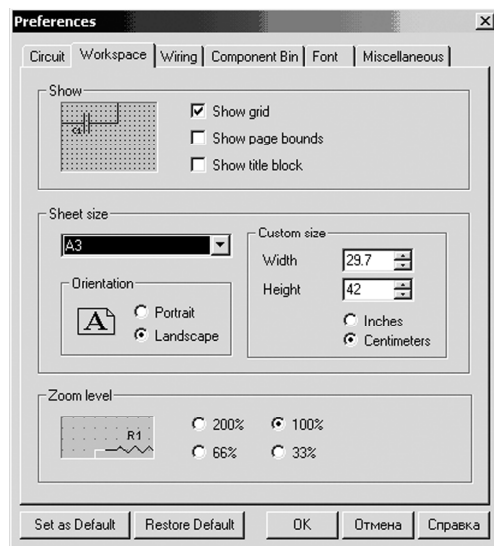 Preferences
Circuit Workspace Wiring Component Bin Font Miscellaneous
Show
C1
Show grid
Show page bounds
Show title block
Sheet size
A3
Orientation
A
Portrait
Landscape
Custom size
Width 29.7
Height 42
Inches
Centimeters
Zoom level
R1
200% 100%
66% 33%
Set as Default Restore Default OK Отмена Справка